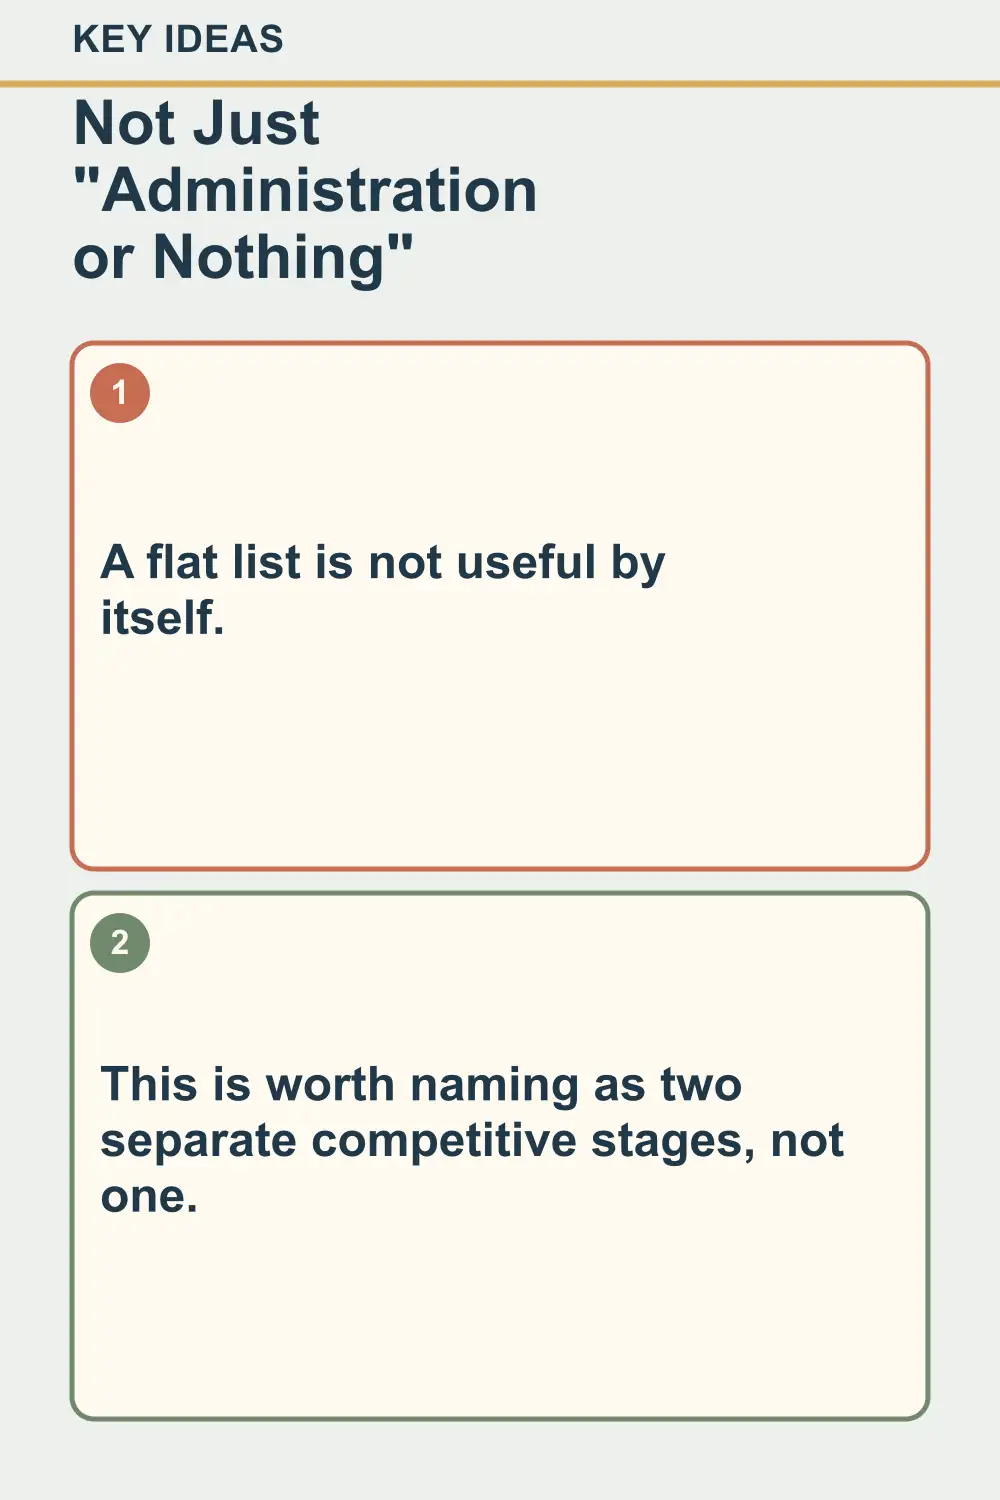 KEY IDEAS
Not Just
"Administration
or Nothing"
1
A flat list is not useful by
itself.
2
This is worth naming as two
separate competitive stages, not
one.